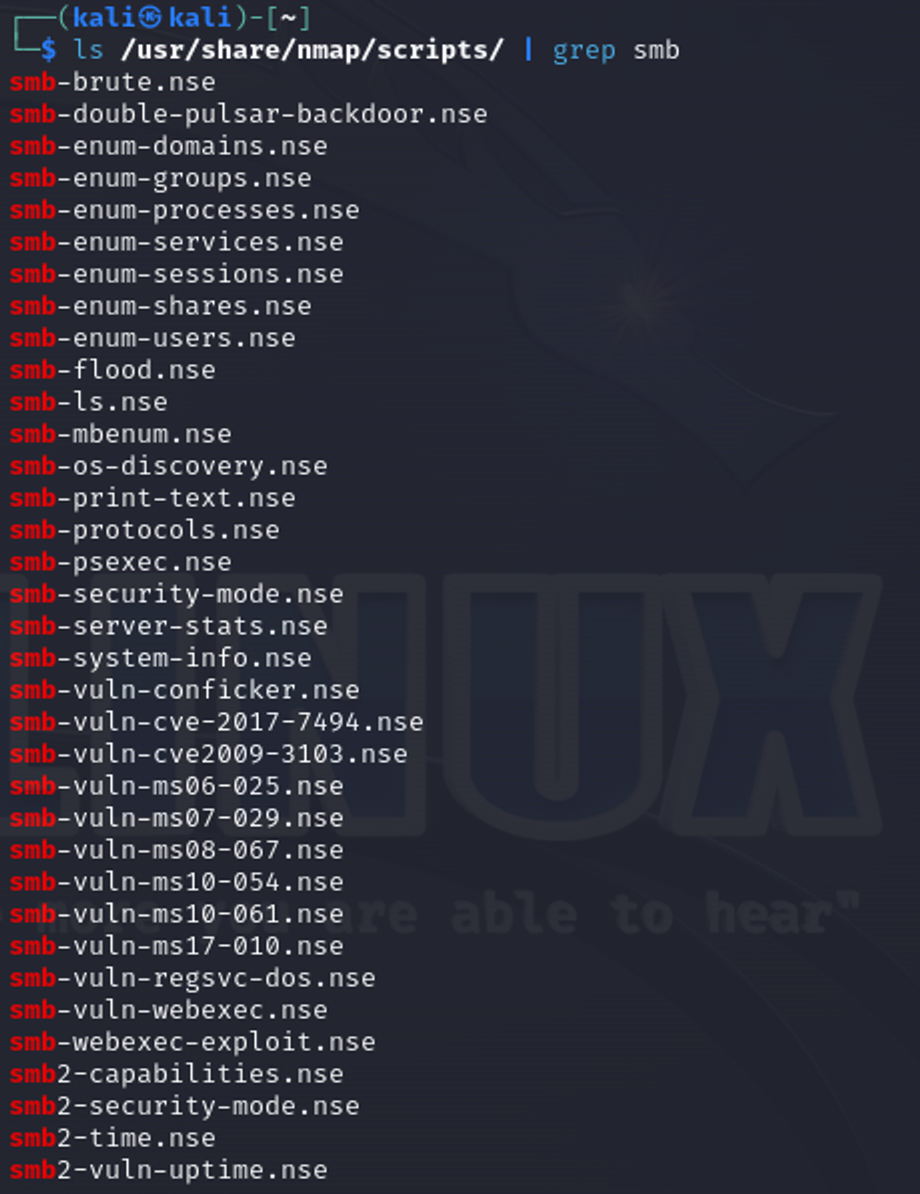 (kali㉿kali)-[~]
$ ls /usr/share/nmap/scripts/ | grep smb
smb-brute.nse
smb-double-pulsar-backdoor.nse
smb-enum-domains.nse
smb-enum-groups.nse
smb-enum-processes.nse
smb-enum-services.nse
smb-enum-sessions.nse
smb-enum-shares.nse
smb-enum-users.nse
smb-flood.nse
smb-ls.nse
smb-mbenum.nse
smb-os-discovery.nse
smb-print-text.nse
smb-protocols.nse
smb-psexec.nse
smb-security-mode.nse
smb-server-stats.nse
smb-system-info.nse
smb-vuln-conficker.nse
smb-vuln-cve-2017-7494.nse
smb-vuln-cve2009-3103.nse
smb-vuln-ms06-025.nse
smb-vuln-ms07-029.nse
smb-vuln-ms08-067.nse
smb-vuln-ms10-054.nse
smb-vuln-ms10-061.nse
smb-vuln-ms17-010.nse
smb-vuln-regsvc-dos.nse
smb-vuln-webexec.nse
smb-webexec-exploit.nse
smb2-capabilities.nse
smb2-security-mode.nse
smb2-time.nse
smb2-vuln-uptime.nse
LINUX
more you are able to hear"